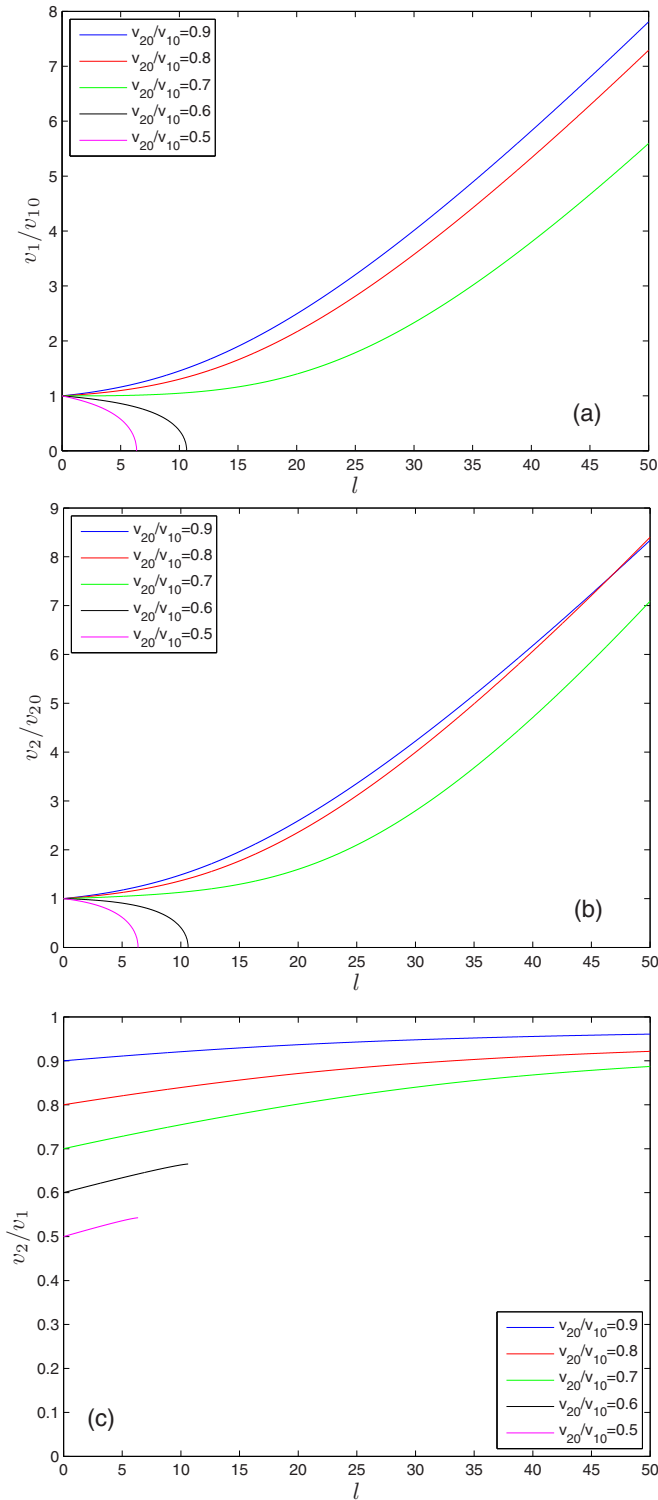 8
7
6
5
4
3
2
1
0
v₁/v₁₀
v₂₀/v₁₀=0.9
v₂₀/v₁₀=0.8
v₂₀/v₁₀=0.7
v₂₀/v₁₀=0.6
v₂₀/v₁₀=0.5
(a)
0 5 10 15 20 25 30 35 40 45 50
l
9
8
7
6
5
4
3
2
1
0
v₂/v₂₀
v₂₀/v₁₀=0.9
v₂₀/v₁₀=0.8
v₂₀/v₁₀=0.7
v₂₀/v₁₀=0.6
v₂₀/v₁₀=0.5
(b)
0 5 10 15 20 25 30 35 40 45 50
l
1
0.9
0.8
0.7
0.6
0.5
0.4
0.3
0.2
0.1
0
v₂/v₁
v₂₀/v₁₀=0.9
v₂₀/v₁₀=0.8
v₂₀/v₁₀=0.7
v₂₀/v₁₀=0.6
v₂₀/v₁₀=0.5
(c)
0 5 10 15 20 25 30 35 40 45 50
l